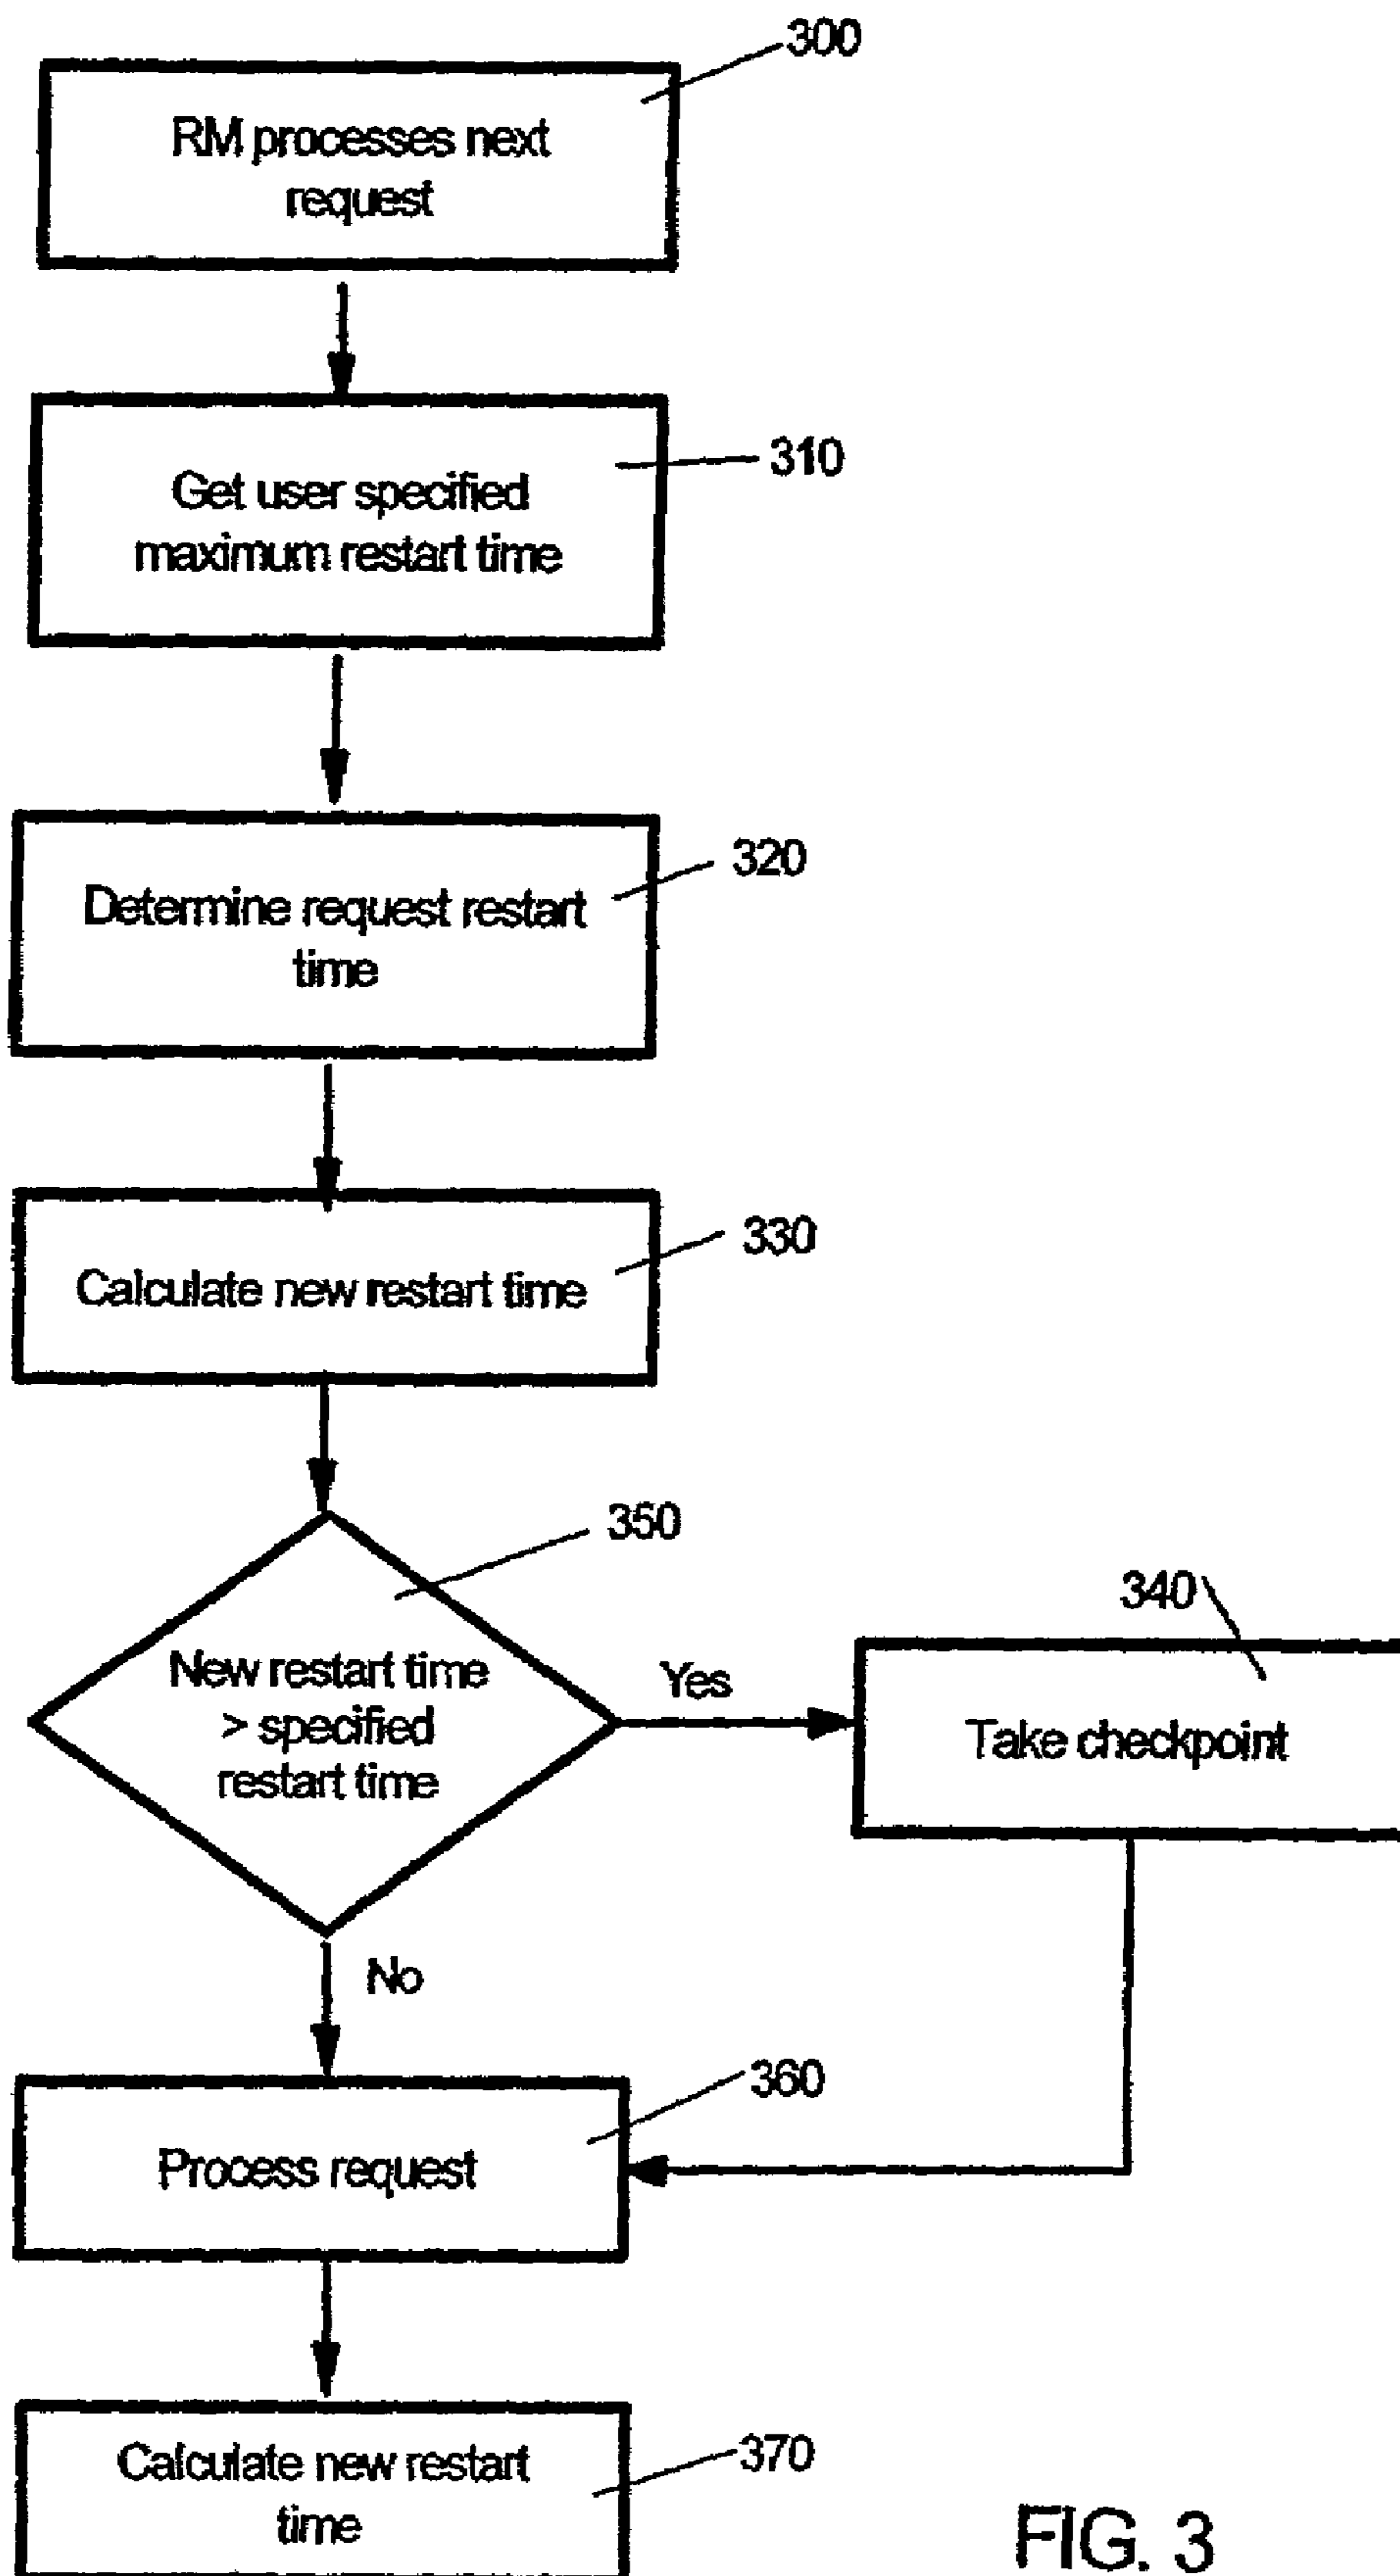 300
RM processes next
request
310
Get user specified
maximum restart time
320
Determine request restart
time
330
Calculate new restart time
350
New restart time
> specified
restart time
Yes
340
Take checkpoint
No
360
Process request
370
Calculate new restart
time
FIG. 3